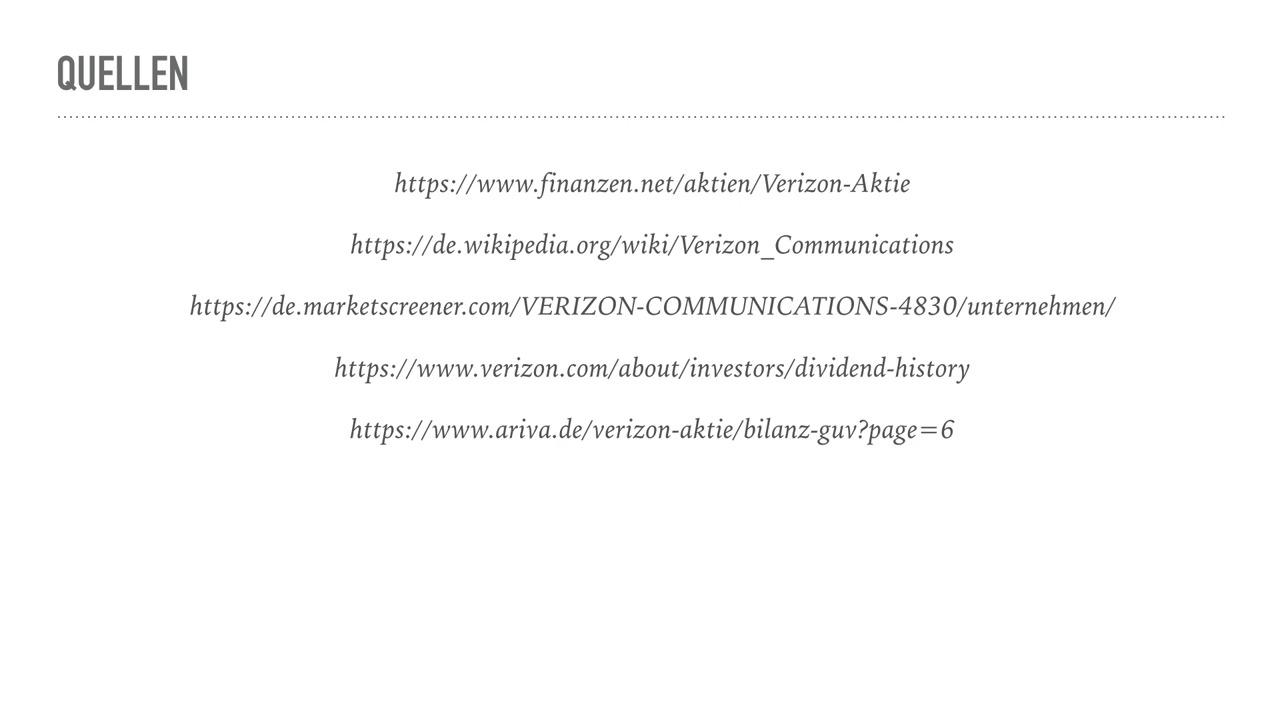 QUELLEN
https://www.finanzen.net/aktien/Verizon-Aktie
https://de.wikipedia.org/wiki/Verizon_Communications
https://de.marketscreener.com/VERIZON-COMMUNICATIONS-4830/unternehmen/
https://www.verizon.com/about/investors/dividend-history
https://www.ariva.de/verizon-aktie/bilanz-guv?page=6